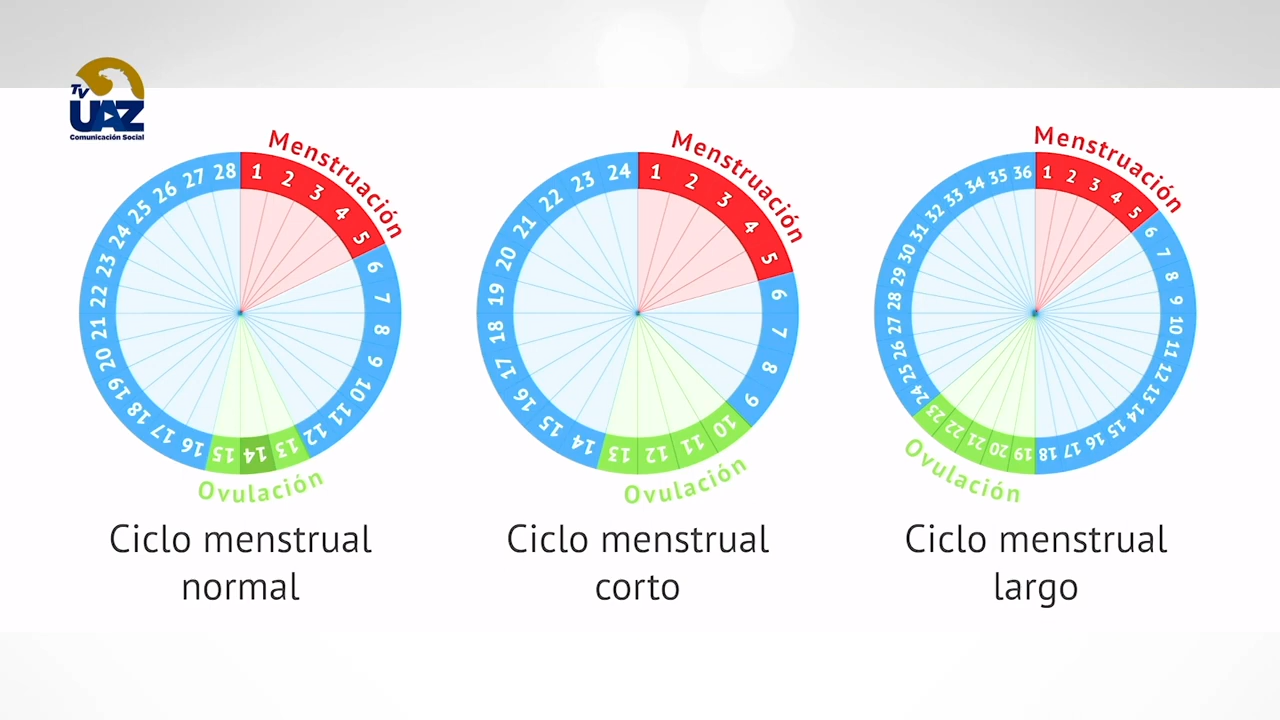 TV
UAZ
Comunicación Social
Menstruación
1 2 3 4 5 6 7 8 9 10 11 12 13 14 15 16 17 18 19 20 21 22 23 24 25 26 27 28
Ovulación
Ciclo menstrual
normal
Menstruación
1 2 3 4 5 6 7 8 9 10 11 12 13 14 15 16 17 18 19 20 21 22 23 24
Ovulación
Ciclo menstrual
corto
Menstruación
1 2 3 4 5 6 7 8 9 10 11 12 13 14 15 16 17 18 19 20 21 22 23 24 25 26 27 28 29 30 31 32 33 34 35 36
Ovulación
Ciclo menstrual
largo